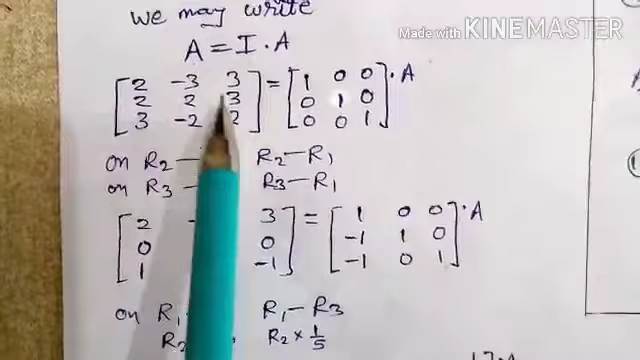 we may write
Made with KINEMASTER
A = I . A
[2 -3 3; 2 2 3; 3 -2 2] = [1 0 0; 0 1 0; 0 0 1] . A
on R2 — R2 — R1
on R3 — R3 — R1
[2 3; 0 0; 1 -1] = [1 0 0; -1 1 0; -1 0 1] . A
on R1 R1 — R3
R2 R2 × 1/5